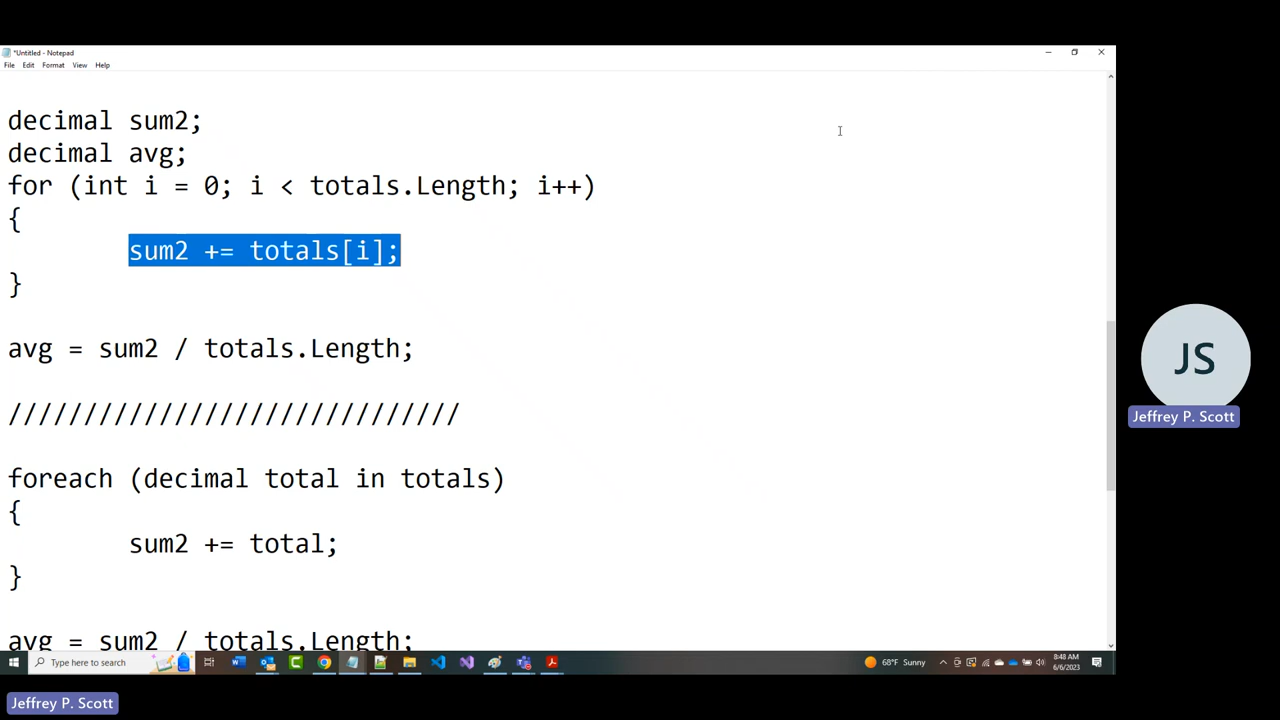 *Untitled - Notepad
File Edit Format View Help
decimal sum2;
decimal avg;
for (int i = 0; i < totals.Length; i++)
{
sum2 += totals[i];
}
avg = sum2 / totals.Length;
//////////////////////////////
foreach (decimal total in totals)
{
sum2 += total;
}
avg = sum2 / totals.Length;
JS
Jeffrey P. Scott
Type here to search
68°F Sunny
8:48 AM
6/6/2023
Jeffrey P. Scott